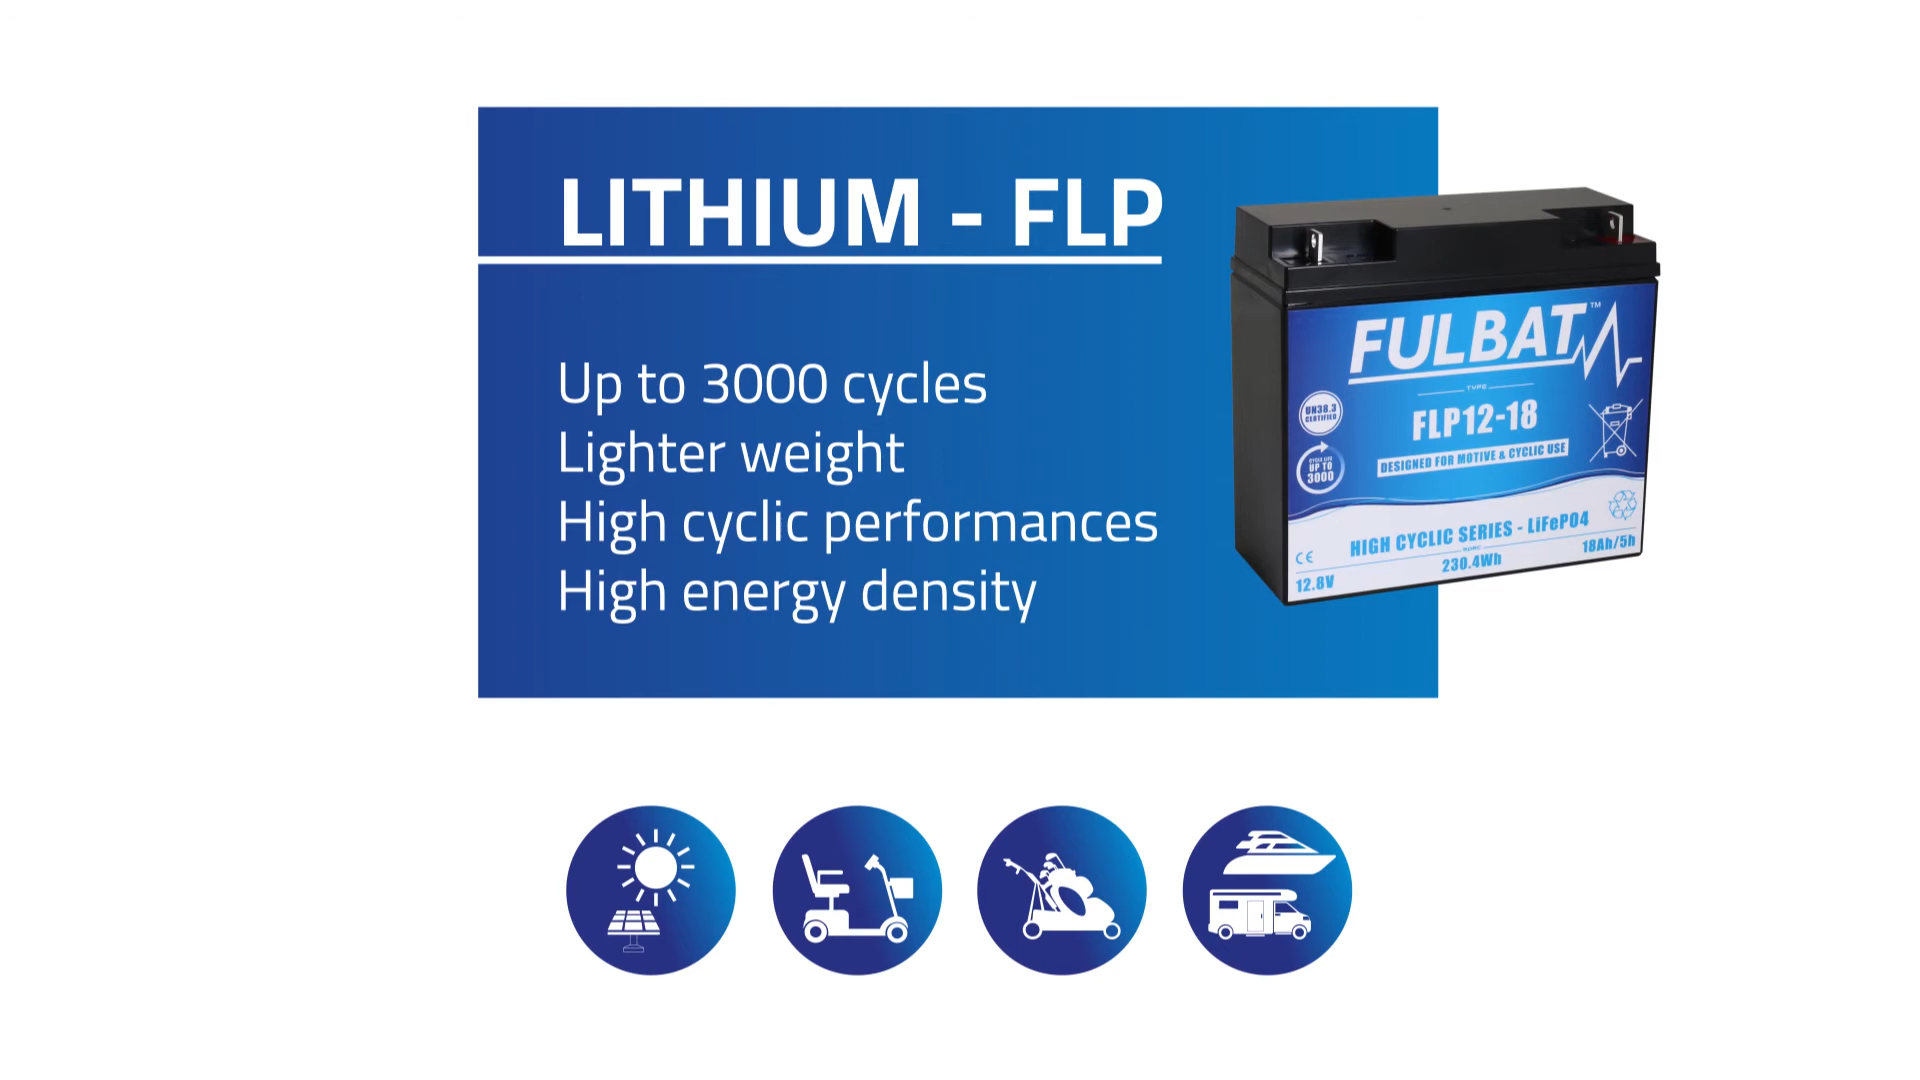 LITHIUM - FLP
Up to 3000 cycles
Lighter weight
High cyclic performances
High energy density
FULBAT™
TYPE
FLP12-18
UN38.3
CERTIFIED
DESIGNED FOR MOTIVE & CYCLIC USE
CYCLE LIFE
UP TO
3000
HIGH CYCLIC SERIES - LiFePO4
CE
12.8V
230.4Wh
18Ah/5h